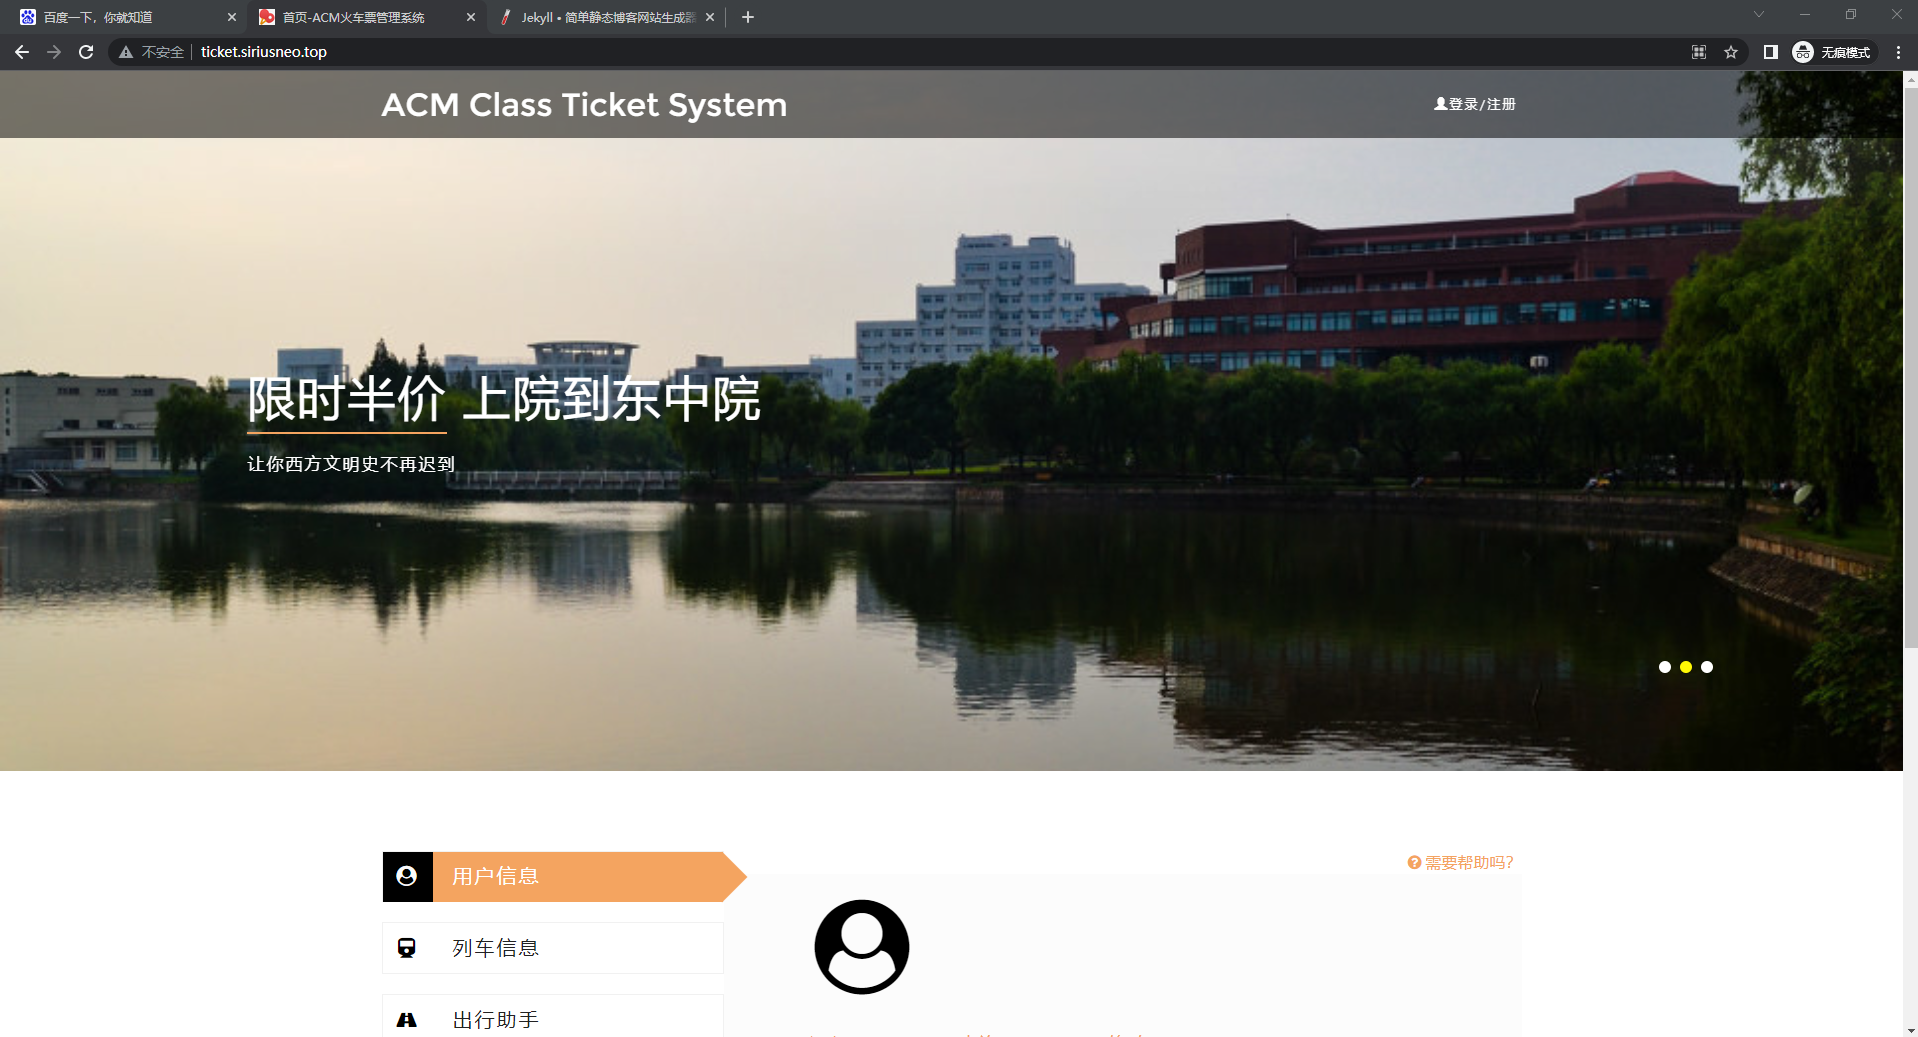 百度一下，你就知道
首页-ACM火车票管理系统
Jekyll • 简单静态博客网站生成器
不安全
ticket.siriusneo.top
无痕模式
ACM Class Ticket System
登录/注册
限时半价 上院到东中院
让你西方文明史不再迟到
需要帮助吗？
用户信息
列车信息
出行助手